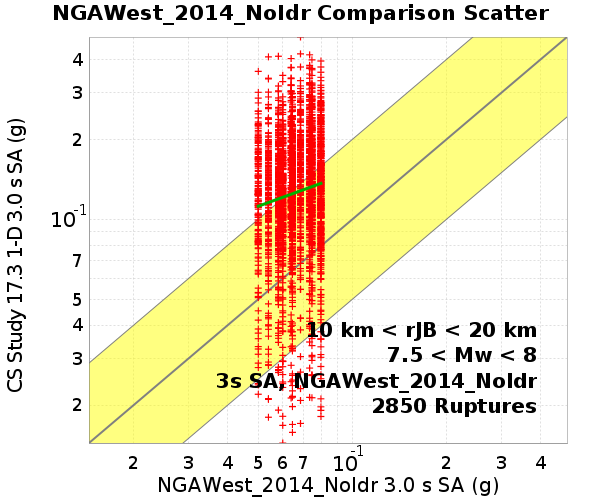 NGAWest_2014_NoIdr Comparison Scatter
CS Study 17.3 1-D 3.0 s SA (g)
4
3
2
10-1
7
5
4
3
2
10 km < rJB < 20 km
7.5 < Mw < 8
3s SA, NGAWest_2014_NoIdr
2850 Ruptures
2 3 4 5 6 7 10-1 2 3 4
NGAWest_2014_NoIdr 3.0 s SA (g)